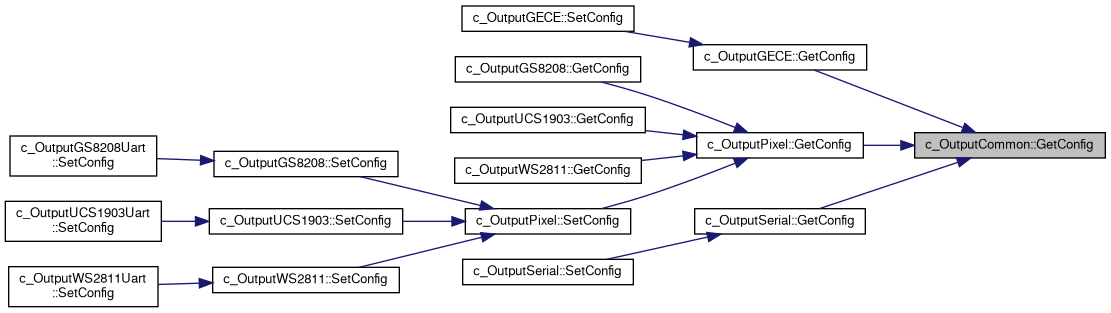 c_OutputGECE::SetConfig
c_OutputGECE::GetConfig
c_OutputGS8208::GetConfig
c_OutputUCS1903::GetConfig
c_OutputPixel::GetConfig
c_OutputCommon::GetConfig
c_OutputGS8208Uart
::SetConfig
c_OutputGS8208::SetConfig
c_OutputWS2811::GetConfig
c_OutputUCS1903Uart
::SetConfig
c_OutputUCS1903::SetConfig
c_OutputPixel::SetConfig
c_OutputSerial::GetConfig
c_OutputWS2811Uart
::SetConfig
c_OutputWS2811::SetConfig
c_OutputSerial::SetConfig